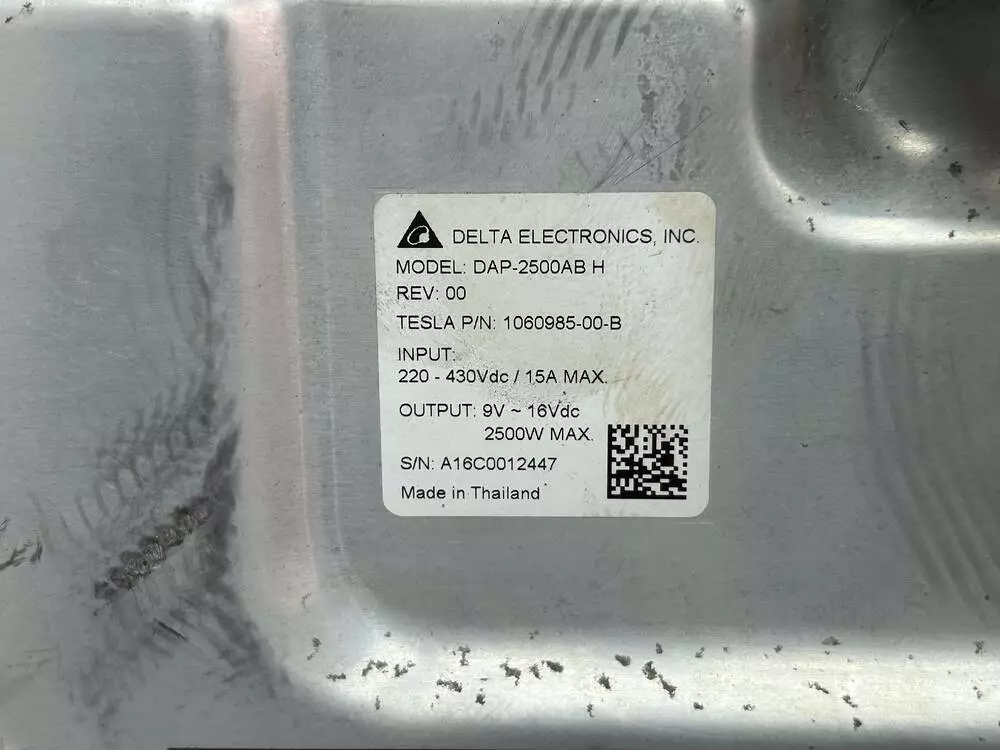 DELTA ELECTRONICS, INC.
MODEL: DAP-2500AB H
REV: 00
TESLA P/N: 1060985-00-B
INPUT:
220 - 430Vdc / 15A MAX.
OUTPUT: 9V ~ 16Vdc
2500W MAX.
S/N: A16C0012447
Made in Thailand